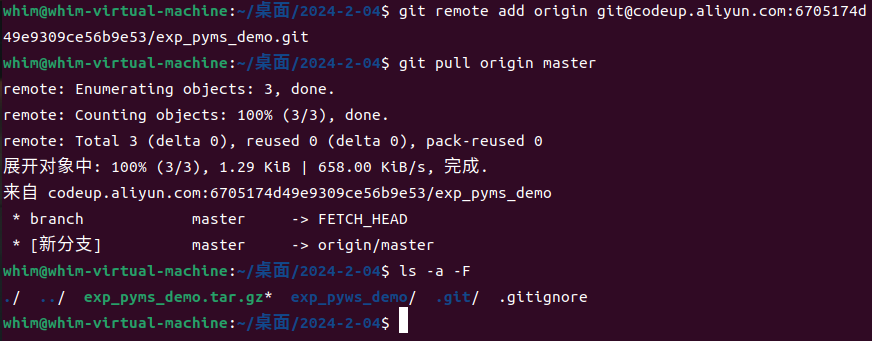 whim@whim-virtual-machine:~/桌面/2024-2-04$ git remote add origin git@codeup.aliyun.com:6705174d
49e9309ce56b9e53/exp_pyms_demo.git
whim@whim-virtual-machine:~/桌面/2024-2-04$ git pull origin master
remote: Enumerating objects: 3, done.
remote: Counting objects: 100% (3/3), done.
remote: Total 3 (delta 0), reused 0 (delta 0), pack-reused 0
展开对象中: 100% (3/3), 1.29 KiB | 658.00 KiB/s, 完成.
来自 codeup.aliyun.com:6705174d49e9309ce56b9e53/exp_pyms_demo
 * branch            master     -> FETCH_HEAD
 * [新分支]          master     -> origin/master
whim@whim-virtual-machine:~/桌面/2024-2-04$ ls -a -F
./  ../  exp_pyms_demo.tar.gz*  exp_pyws_demo/  .git/  .gitignore
whim@whim-virtual-machine:~/桌面/2024-2-04$